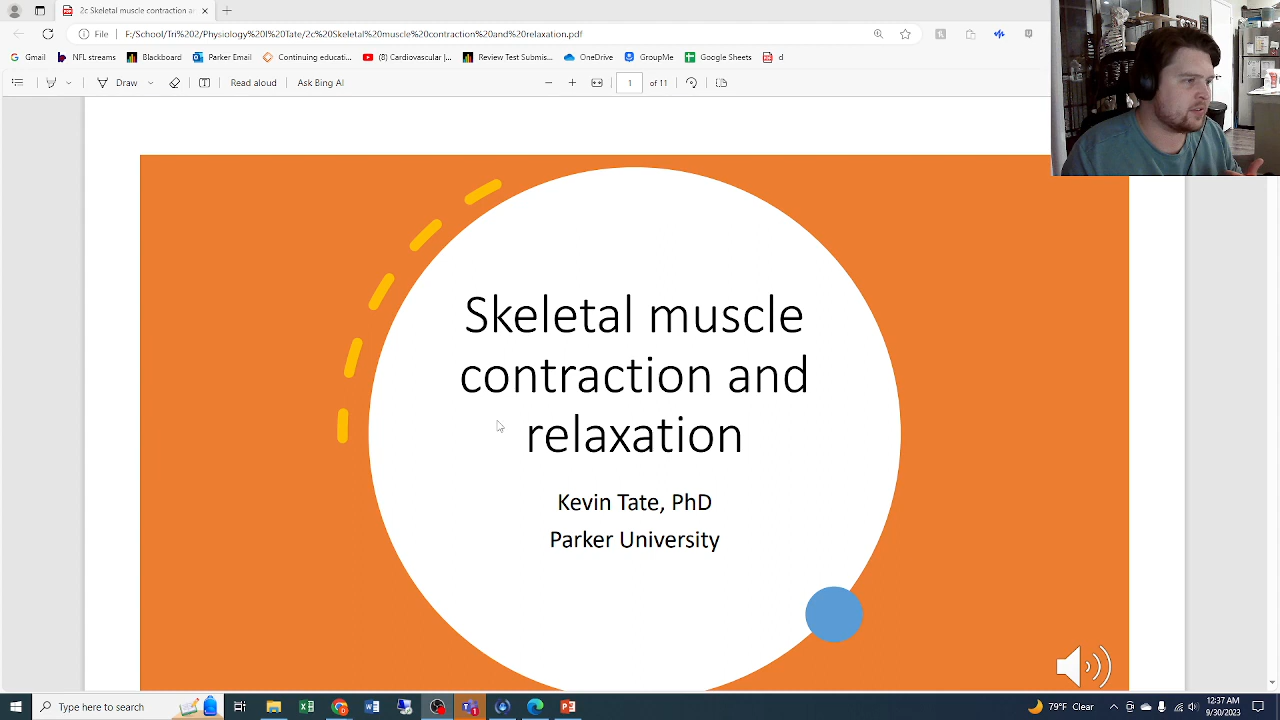 2c Skeletal muscle contraction a
File
F:/School/Tri%202/Physiology%20I%20Tate/2c%20Skeletal%20muscle%20contraction%20and%20relaxation.pdf
Gmail
NFL streams
Blackboard
Parker Email
Continuing educati...
Review Test Submis...
OneDrive
GroupMe
Google Sheets
d
Draw
Read aloud
Ask Bing AI
1 of 11
Skeletal muscle
contraction and
relaxation
Kevin Tate, PhD
Parker University
Type here to search
79°F Clear
12:37 AM
9/30/2023